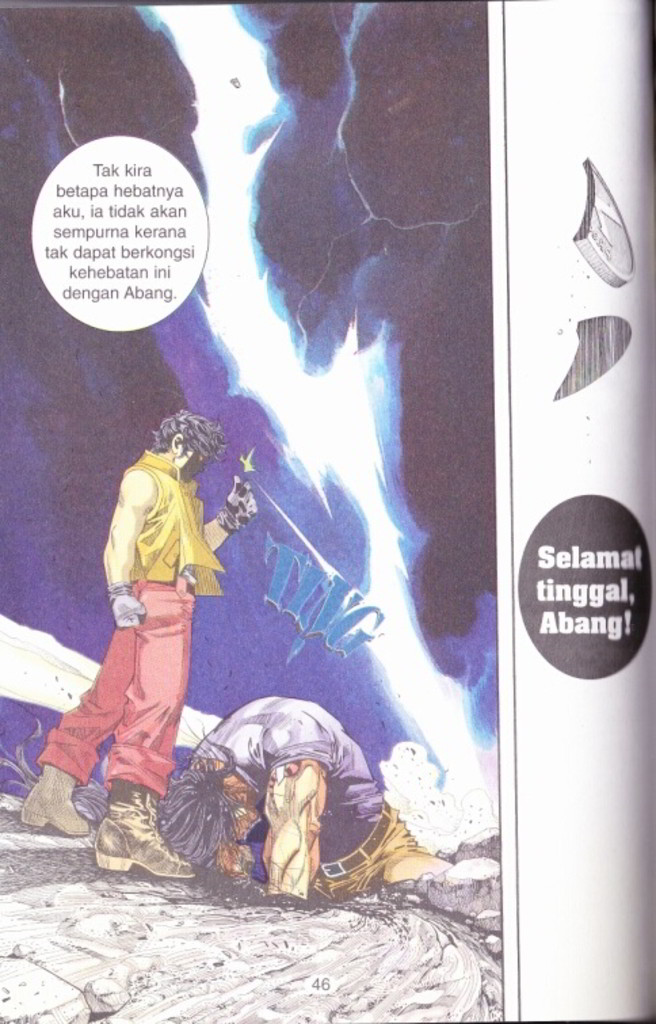 Tak kira
betapa hebatnya
aku, ia tidak akan
sempurna kerana
tak dapat berkongsi
kehebatan ini
dengan Abang.
TING
Selamat
tinggal,
Abang!
46